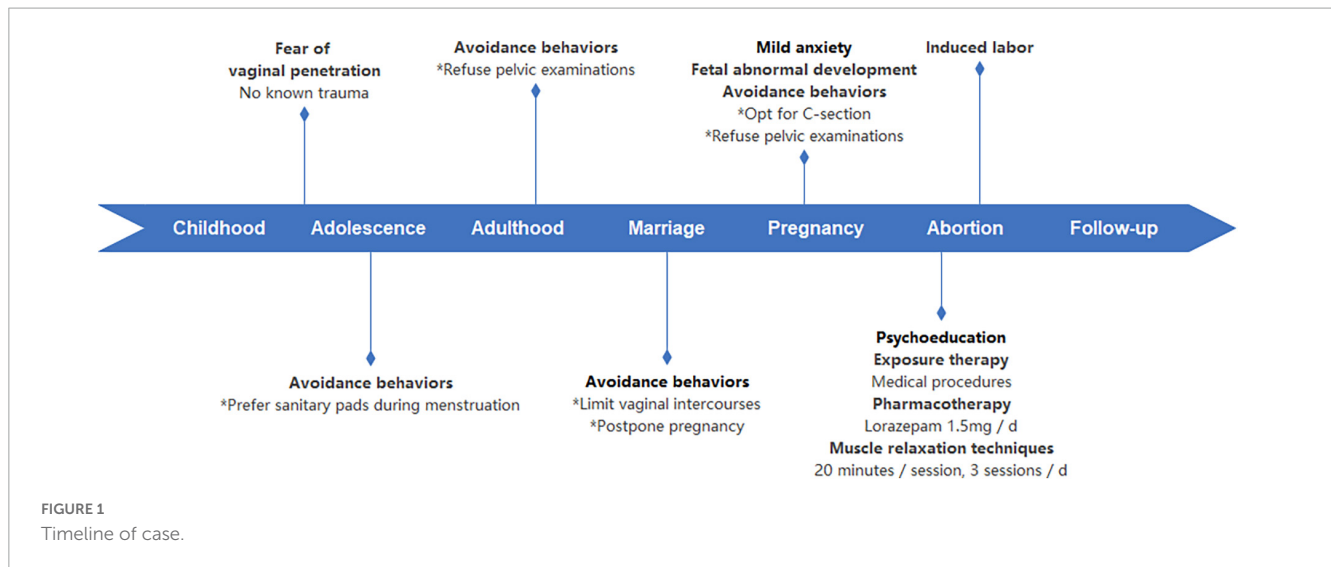 Fear of
vaginal penetration
No known trauma
Avoidance behaviors
*Refuse pelvic examinations
Mild anxiety
Fetal abnormal development
Avoidance behaviors
*Opt for C-section
*Refuse pelvic examinations
Induced labor
Childhood
Adolescence
Adulthood
Marriage
Pregnancy
Abortion
Follow-up
Avoidance behaviors
*Prefer sanitary pads during menstruation
Avoidance behaviors
*Limit vaginal intercourses
*Postpone pregnancy
Psychoeducation
Exposure therapy
Medical procedures
Pharmacotherapy
Lorazepam 1.5mg / d
Muscle relaxation techniques
20 minutes / session, 3 sessions / d
FIGURE 1
Timeline of case.